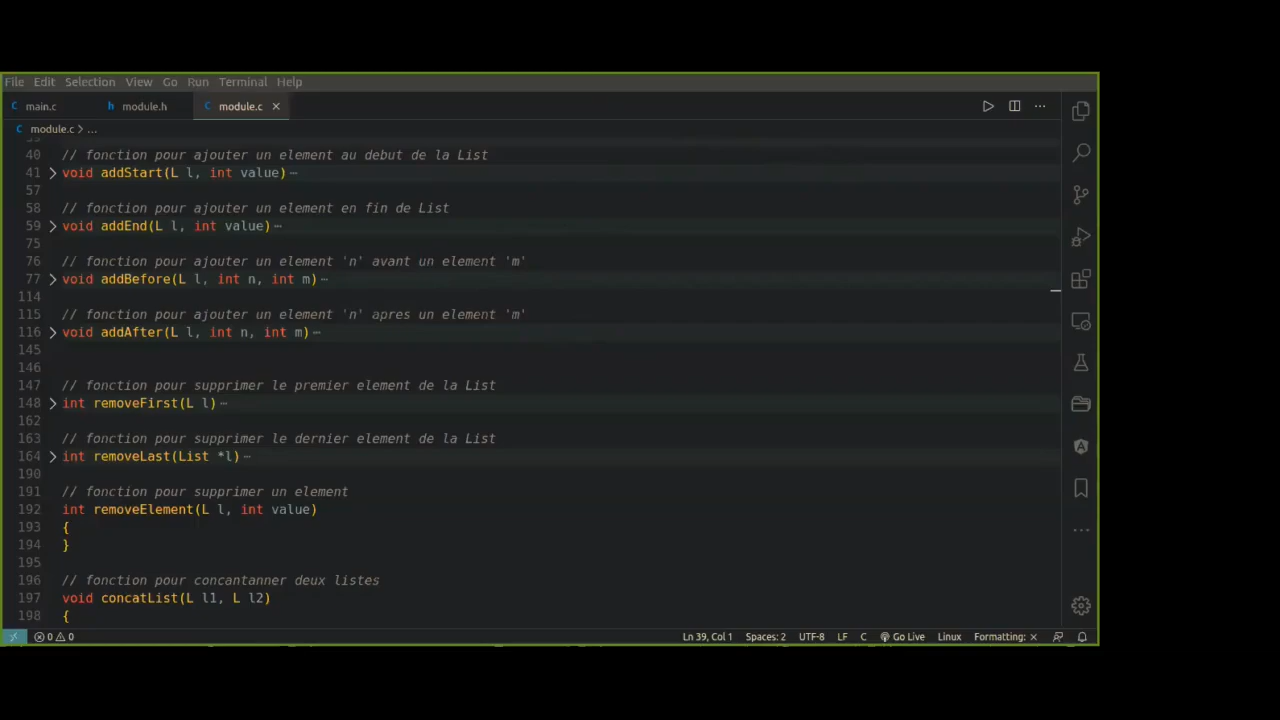 File Edit Selection View Go Run Terminal Help
C main.c h module.h C module.c ×
C module.c > ...
39
40 // fonction pour ajouter un element au debut de la List
41 > void addStart(L l, int value)⋯
57
58 // fonction pour ajouter un element en fin de List
59 > void addEnd(L l, int value)⋯
75
76 // fonction pour ajouter un element 'n' avant un element 'm'
77 > void addBefore(L l, int n, int m)⋯
114
115 // fonction pour ajouter un element 'n' apres un element 'm'
116 > void addAfter(L l, int n, int m)⋯
145
146
147 // fonction pour supprimer le premier element de la List
148 > int removeFirst(L l)⋯
162
163 // fonction pour supprimer le dernier element de la List
164 > int removeLast(List *l)⋯
190
191 // fonction pour supprimer un element
192 int removeElement(L l, int value)
193 {
194 }
195
196 // fonction pour concantanner deux listes
197 void concatList(L l1, L l2)
198 {
0 0 Ln 39, Col 1 Spaces: 2 UTF-8 LF C Go Live Linux Formatting: ×